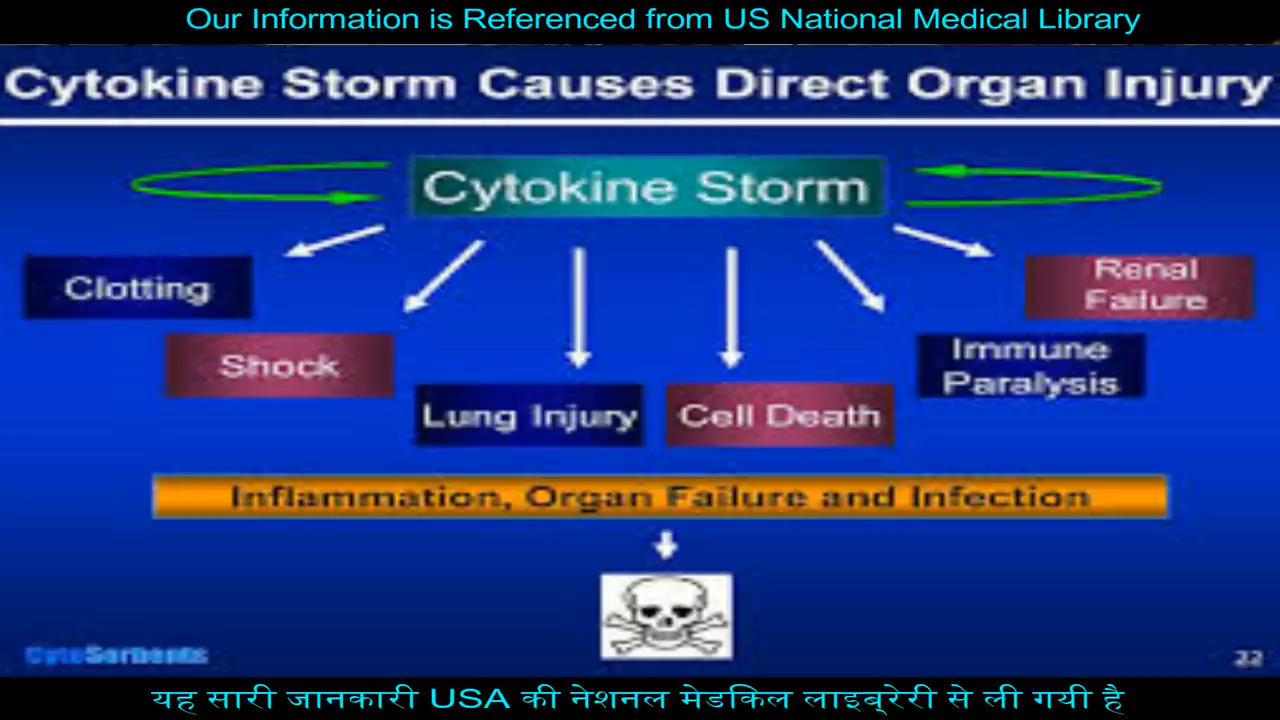 Our Information is Referenced from US National Medical Library
Cytokine Storm Causes Direct Organ Injury
Cytokine Storm
Clotting
Renal
Failure
Shock
Immune
Paralysis
Lung Injury
Cell Death
Inflammation, Organ Failure and Infection
CytoSorbents
22
यह सारी जानकारी USA की नेशनल मेडकिल लाइब्रेरी से ली गयी है